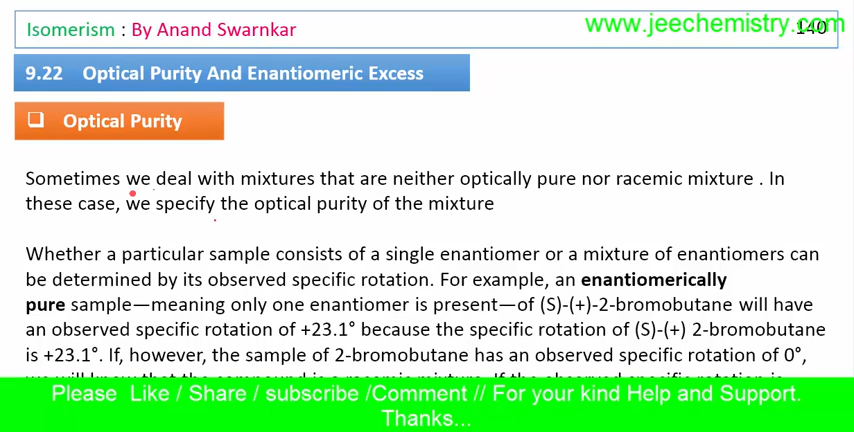 Isomerism : By Anand Swarnkar
www.jeechemistry.com
140
9.22 Optical Purity And Enantiomeric Excess
❑ Optical Purity
Sometimes we deal with mixtures that are neither optically pure nor racemic mixture . In
these case, we specify the optical purity of the mixture
Whether a particular sample consists of a single enantiomer or a mixture of enantiomers can
be determined by its observed specific rotation. For example, an enantiomerically
pure sample—meaning only one enantiomer is present—of (S)-(+)-2-bromobutane will have
an observed specific rotation of +23.1° because the specific rotation of (S)-(+) 2-bromobutane
is +23.1°. If, however, the sample of 2-bromobutane has an observed specific rotation of 0°,
Please Like / Share / subscribe /Comment // For your kind Help and Support.
Thanks...